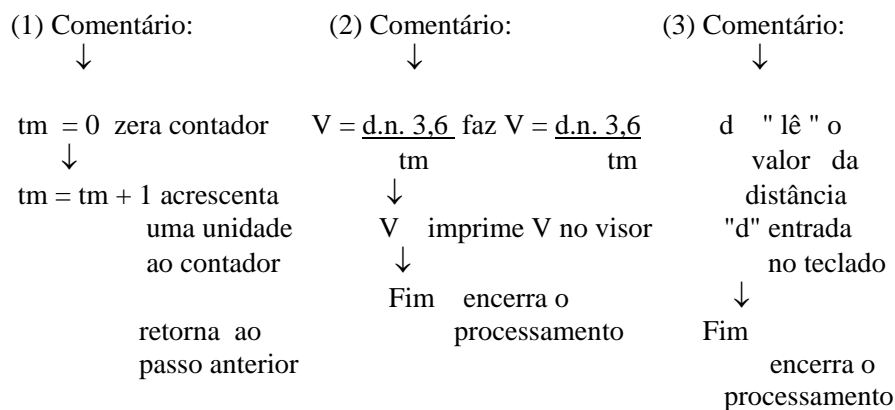 (1) Comentário: (2) Comentário: (3) Comentário:
↓ ↓ ↓
tm = 0 zera contador V = d.n. 3,6 faz V = d.n. 3,6 d " lê " o
↓ tm tm valor da
tm = tm + 1 acrescenta ↓ distância
uma unidade V imprime V no visor "d" entrada
ao contador ↓ no teclado
Fim encerra o ↓
retorna ao processamento Fim
passo anterior encerra o
processamento